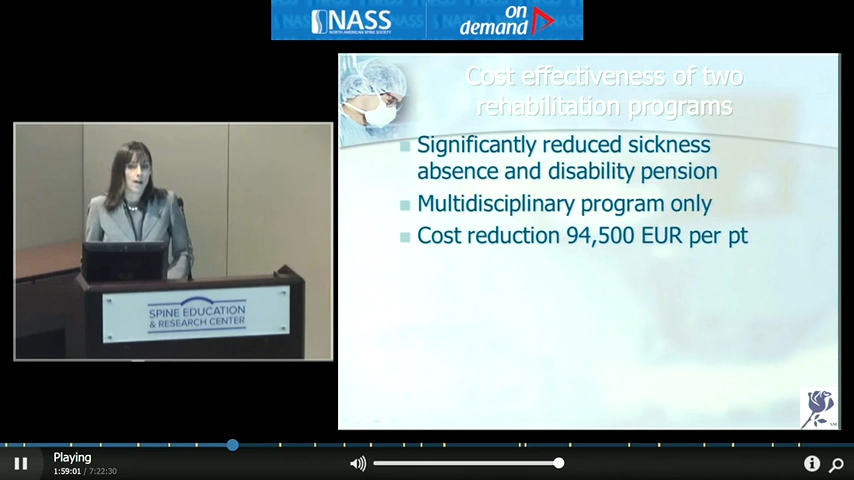 NASS
NORTH AMERICAN SPINE SOCIETY
on
demand
Cost effectiveness of two
rehabilitation programs
Significantly reduced sickness
absence and disability pension
Multidisciplinary program only
Cost reduction 94,500 EUR per pt
SPINE EDUCATION
& RESEARCH CENTER
Playing
1:59:01 / 7:22:30